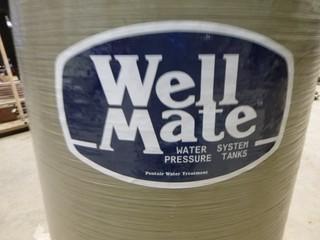 Well
Mate
WATER SYSTEM
PRESSURE TANKS
Pentair Water Treatment